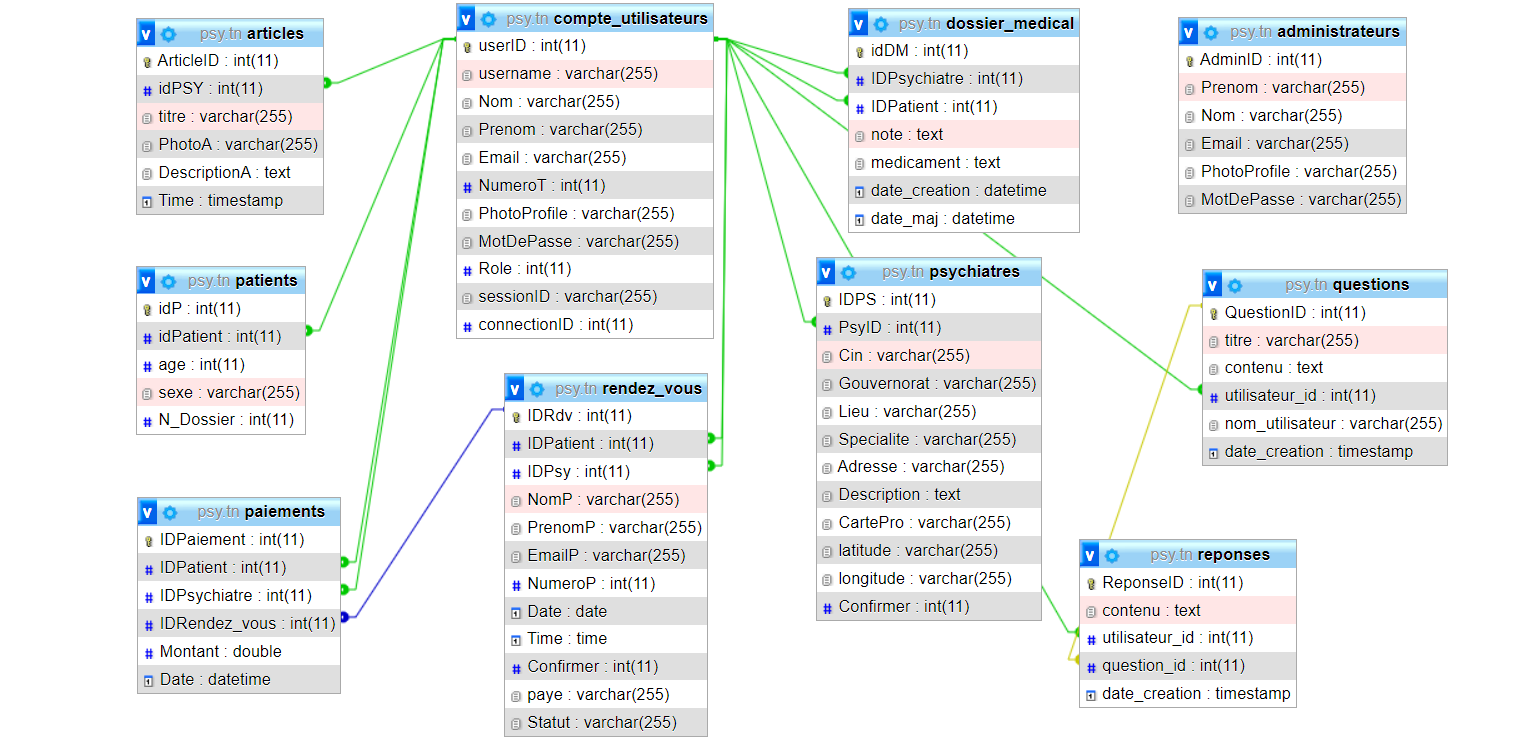 psy.tn articles
ArticleID : int(11)
idPSY : int(11)
titre : varchar(255)
PhotoA : varchar(255)
DescriptionA : text
Time : timestamp
psy.tn compte_utilisateurs
userID : int(11)
username : varchar(255)
Nom : varchar(255)
Prenom : varchar(255)
Email : varchar(255)
NumeroT : int(11)
PhotoProfile : varchar(255)
MotDePasse : varchar(255)
Role : int(11)
sessionID : varchar(255)
connectionID : int(11)
psy.tn dossier_medical
idDM : int(11)
IDPsychiatre : int(11)
IDPatient : int(11)
note : text
medicament : text
date_creation : datetime
date_maj : datetime
psy.tn administrateurs
AdminID : int(11)
Prenom : varchar(255)
Nom : varchar(255)
Email : varchar(255)
PhotoProfile : varchar(255)
MotDePasse : varchar(255)
psy.tn patients
idP : int(11)
idPatient : int(11)
age : int(11)
sexe : varchar(255)
N_Dossier : int(11)
psy.tn psychiatres
IDPS : int(11)
PsyID : int(11)
Cin : varchar(255)
Gouvernorat : varchar(255)
Lieu : varchar(255)
Specialite : varchar(255)
Adresse : varchar(255)
Description : text
CartePro : varchar(255)
latitude : varchar(255)
longitude : varchar(255)
Confirmer : int(11)
psy.tn questions
QuestionID : int(11)
titre : varchar(255)
contenu : text
utilisateur_id : int(11)
nom_utilisateur : varchar(255)
date_creation : timestamp
psy.tn rendez_vous
IDRdv : int(11)
IDPatient : int(11)
IDPsy : int(11)
NomP : varchar(255)
PrenomP : varchar(255)
EmailP : varchar(255)
NumeroP : int(11)
Date : date
Time : time
Confirmer : int(11)
paye : varchar(255)
Statut : varchar(255)
psy.tn paiements
IDPaiement : int(11)
IDPatient : int(11)
IDPsychiatre : int(11)
IDRendez_vous : int(11)
Montant : double
Date : datetime
psy.tn reponses
ReponseID : int(11)
contenu : text
utilisateur_id : int(11)
question_id : int(11)
date_creation : timestamp